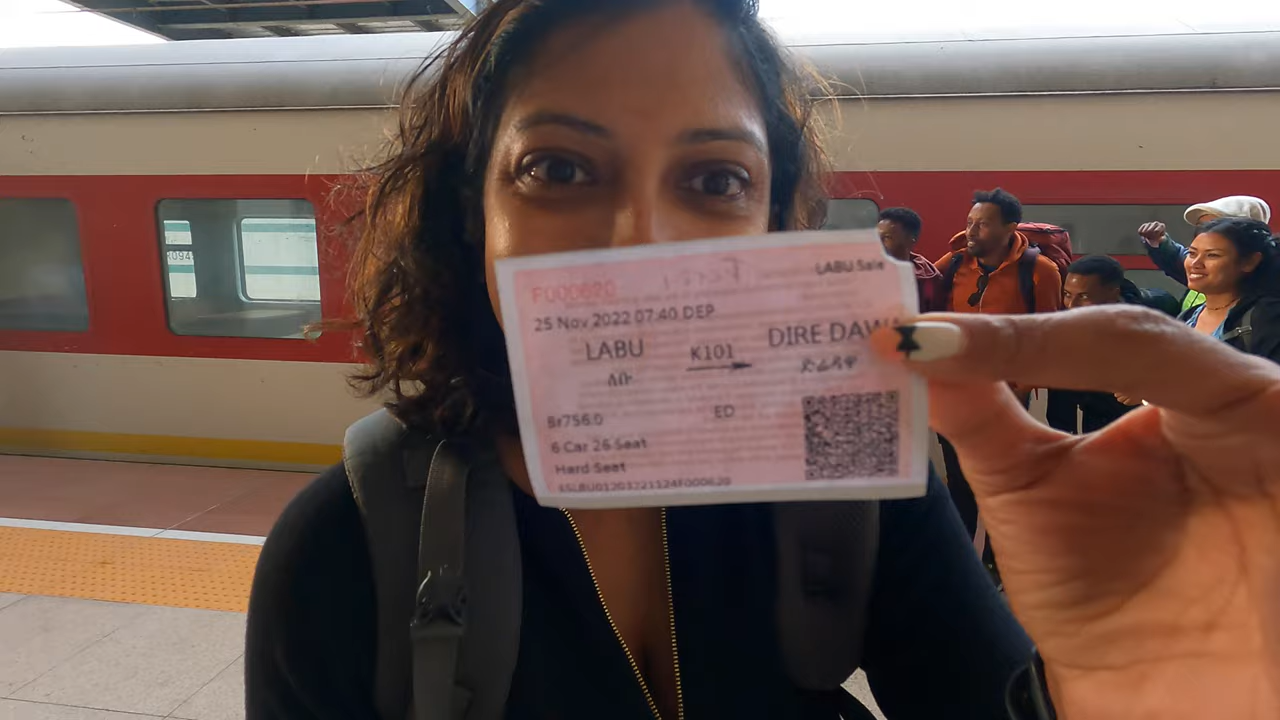 F000620
LABU Sale
25 Nov 2022 07:40 DEP
LABU K101 DIRE DAWA
ለቡ ድሬዳዋ
Br756.0 ED
6 Car 26 Seat
Hard Seat